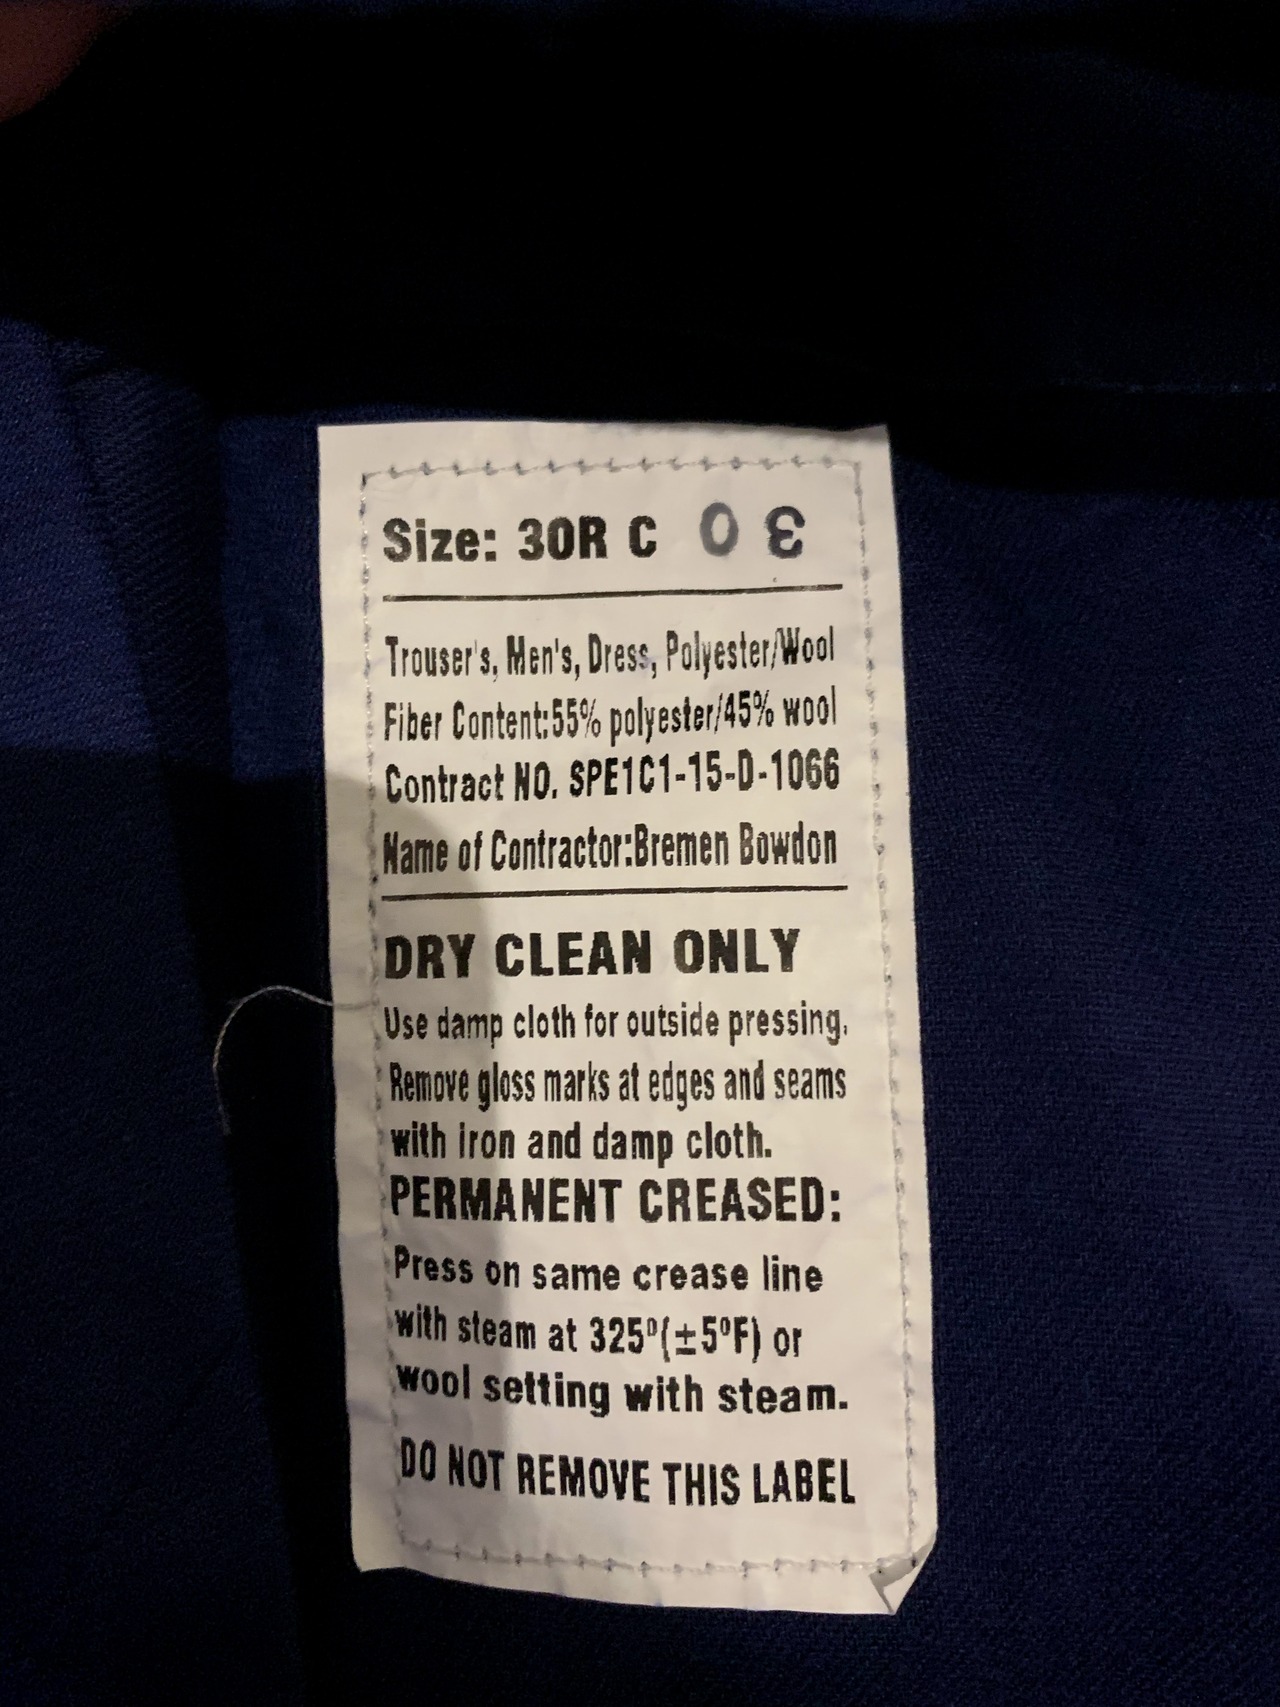 Size: 30R C 0 3
Trouser's, Men's, Dress, Polyester/Wool
Fiber Content:55% polyester/45% wool
Contract NO. SPE1C1-15-D-1066
Name of Contractor:Bremen Bowdon
DRY CLEAN ONLY
Use damp cloth for outside pressing.
Remove gloss marks at edges and seams
with iron and damp cloth.
PERMANENT CREASED:
Press on same crease line
with steam at 325º(±5ºF) or
wool setting with steam.
DO NOT REMOVE THIS LABEL